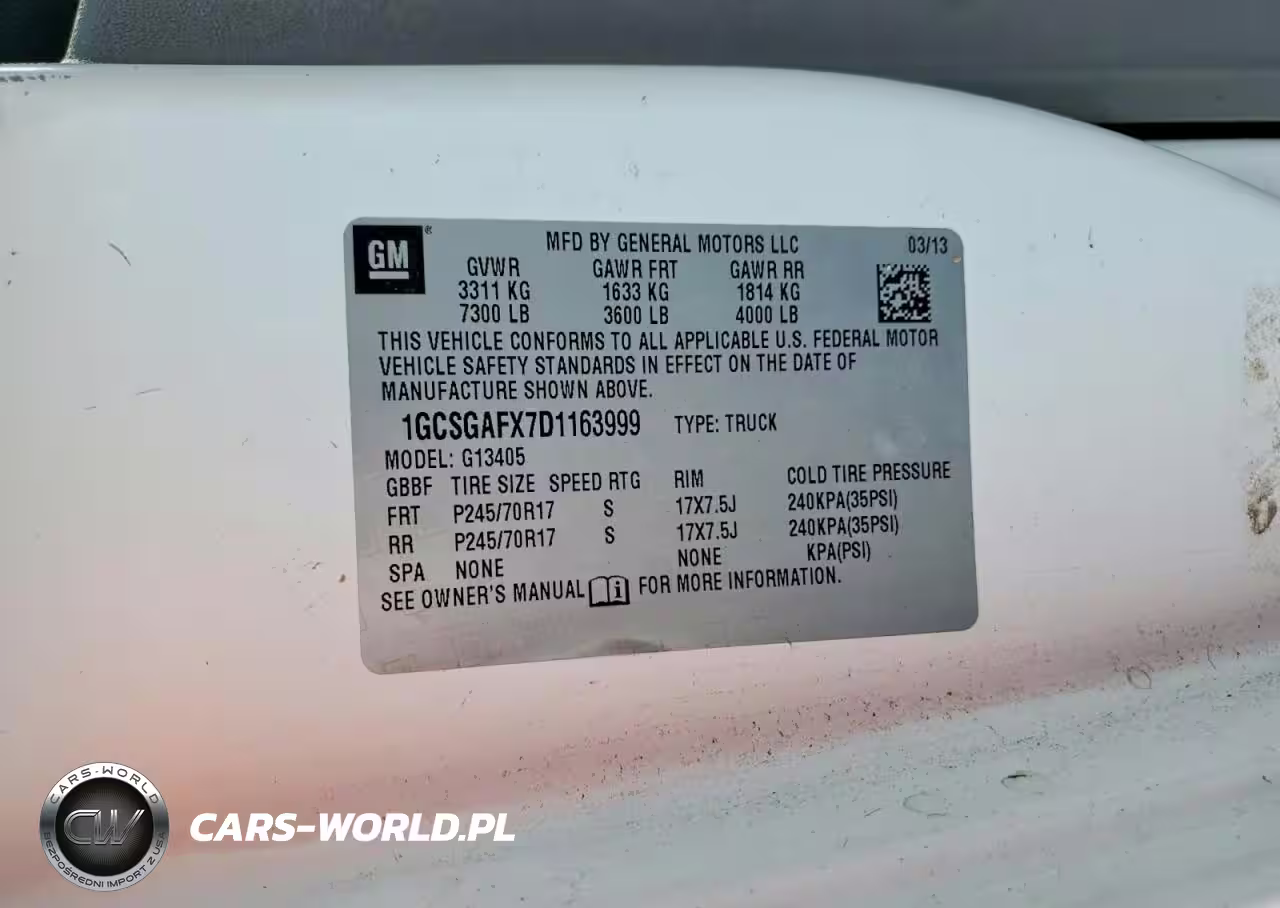 GM®
MFD BY GENERAL MOTORS LLC 03/13
GVWR GAWR FRT GAWR RR
3311 KG 1633 KG 1814 KG
7300 LB 3600 LB 4000 LB
THIS VEHICLE CONFORMS TO ALL APPLICABLE U.S. FEDERAL MOTOR
VEHICLE SAFETY STANDARDS IN EFFECT ON THE DATE OF
MANUFACTURE SHOWN ABOVE.
1GCSGAFX7D1163999 TYPE: TRUCK
MODEL: G13405
GBBF TIRE SIZE SPEED RTG RIM COLD TIRE PRESSURE
FRT P245/70R17 S 17X7.5J 240KPA(35PSI)
RR P245/70R17 S 17X7.5J 240KPA(35PSI)
SPA NONE NONE KPA(PSI)
SEE OWNER'S MANUAL FOR MORE INFORMATION.
CARS-WORLD
CW
BEZPOŚREDNI IMPORT Z USA
CARS-WORLD.PL